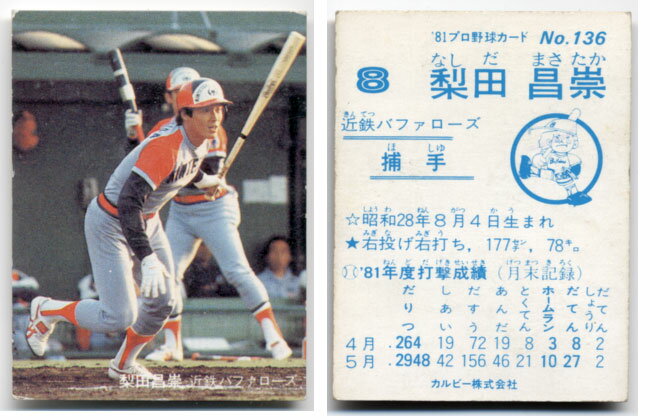 梨田昌崇 近鉄バファローズ
'81プロ野球カード No.136
なし だ まさ たか
8 梨田 昌崇
きん てつ
近鉄バファローズ
ほ しゅ
捕手
しょう わ ねん がつ か う
☆昭和28年8月4日生まれ
みぎ な みぎ う
★右投げ右打ち,177㌢,78㌔。
ねん ど だ げき せい せき げつ まつ き ろく
'81年度打撃成績(月末記録)
だりつ しあい だすう あんだ とくてん ホームラン だてん しょうりだてん
4月 .264 19 72 19 8 3 8 2
5月 .2948 42 156 46 21 10 27 2
カルビー株式会社